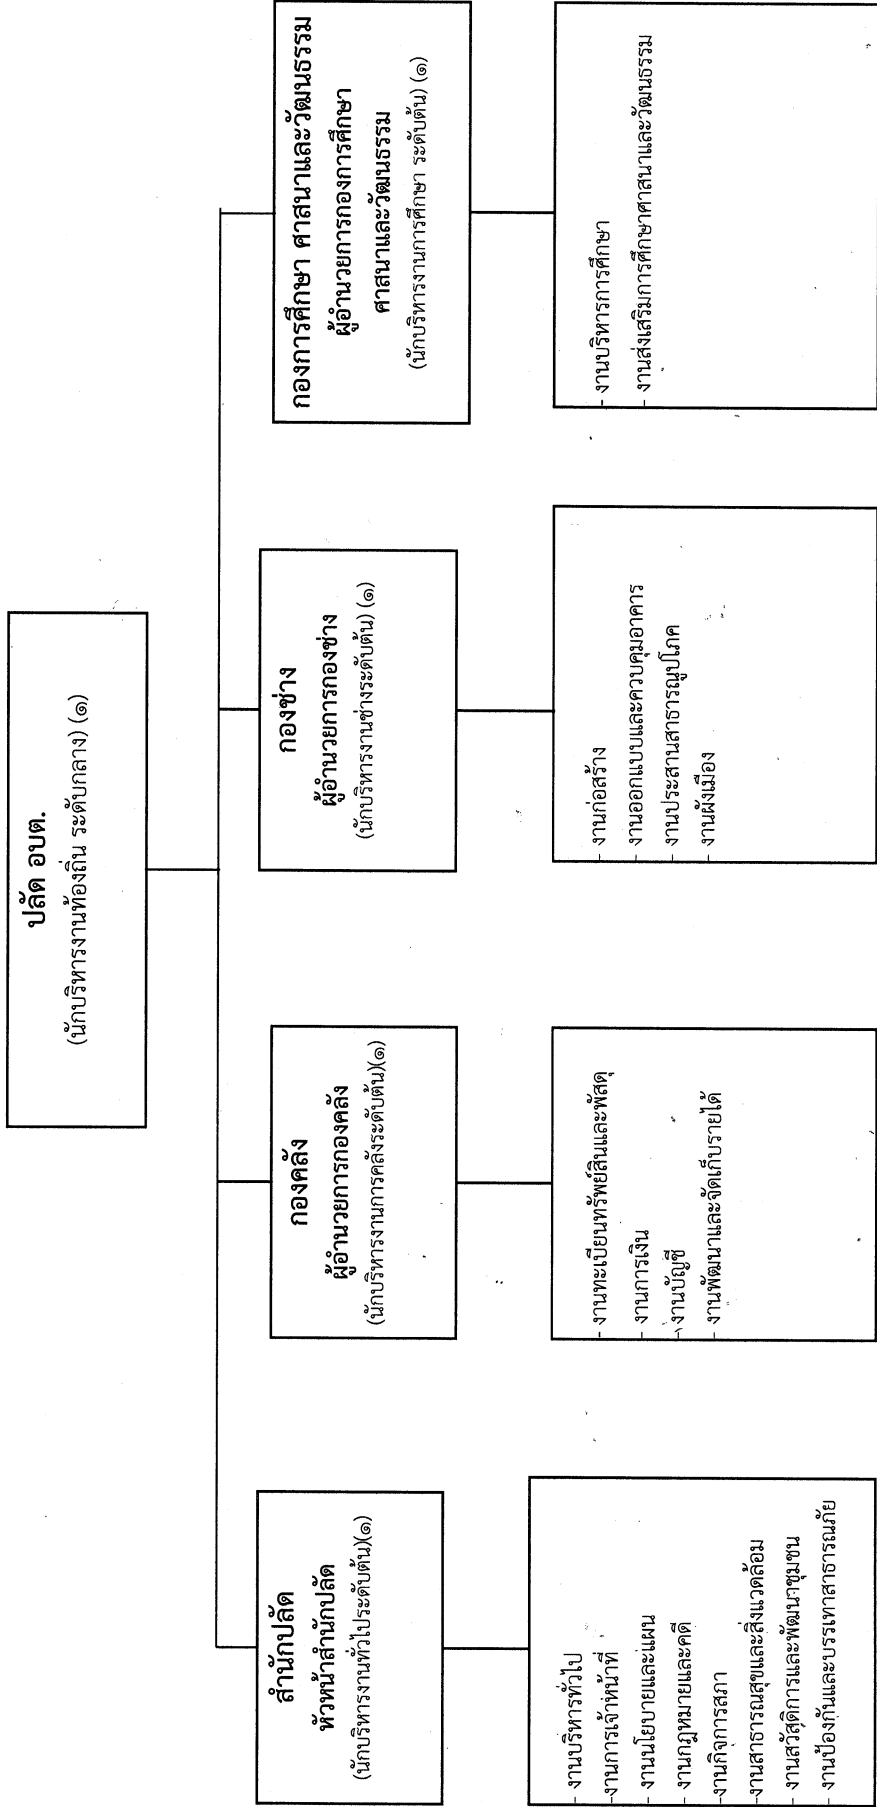 ปลัด อบต.
(นักบริหารงานท้องถิ่น ระดับกลาง) (๑)
สำนักปลัด
หัวหน้าสำนักปลัด
(นักบริหารงานทั่วไประดับต้น)(๑)
กองคลัง
ผู้อำนวยการกองคลัง
(นักบริหารงานการคลังระดับต้น)(๑)
กองช่าง
ผู้อำนวยการกองช่าง
(นักบริหารงานช่างระดับต้น) (๑)
กองการศึกษา ศาสนาและวัฒนธรรม
ผู้อำนวยการกองการศึกษา
ศาสนาและวัฒนธรรม
(นักบริหารงานการศึกษา ระดับต้น) (๑)
- งานบริหารทั่วไป
-งานการเจ้าหน้าที่
- งานนโยบายและแผน
- งานกฎหมายและคดี
-งานกิจการสภา
-งานสาธารณสุขและสิ่งแวดล้อม
- งานสวัสดิการและพัฒนาชุมชน
- งานป้องกันและบรรเทาสาธารณภัย
- งานทะเบียนทรัพย์สินและพัสดุ
- งานการเงิน
- งานบัญชี
- งานพัฒนาและจัดเก็บรายได้
- งานก่อสร้าง
- งานออกแบบและควบคุมอาคาร
- งานประสานสาธารณูปโภค
- งานผังเมือง
- งานบริหารการศึกษา
- งานส่งเสริมการศึกษาศาสนาและวัฒนธรรม